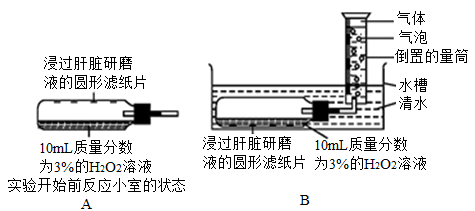 浸过肝脏研磨
液的圆形滤纸片
10mL质量分数
为3%的H₂O₂溶液
实验开始前反应小室的状态
A
气体
气泡
倒置的量筒
水槽
清水
浸过肝脏研磨
液的圆形滤纸片
10mL质量分数
为3%的H₂O₂溶液
B